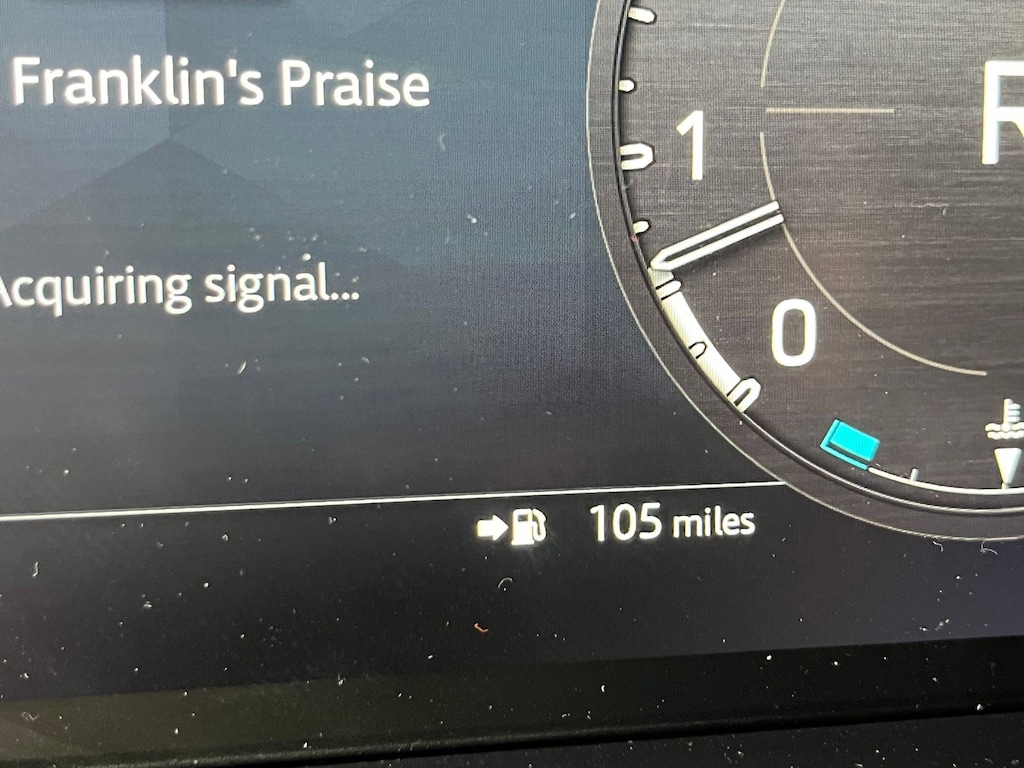 Franklin's Praise
Acquiring signal...
1
0
105 miles